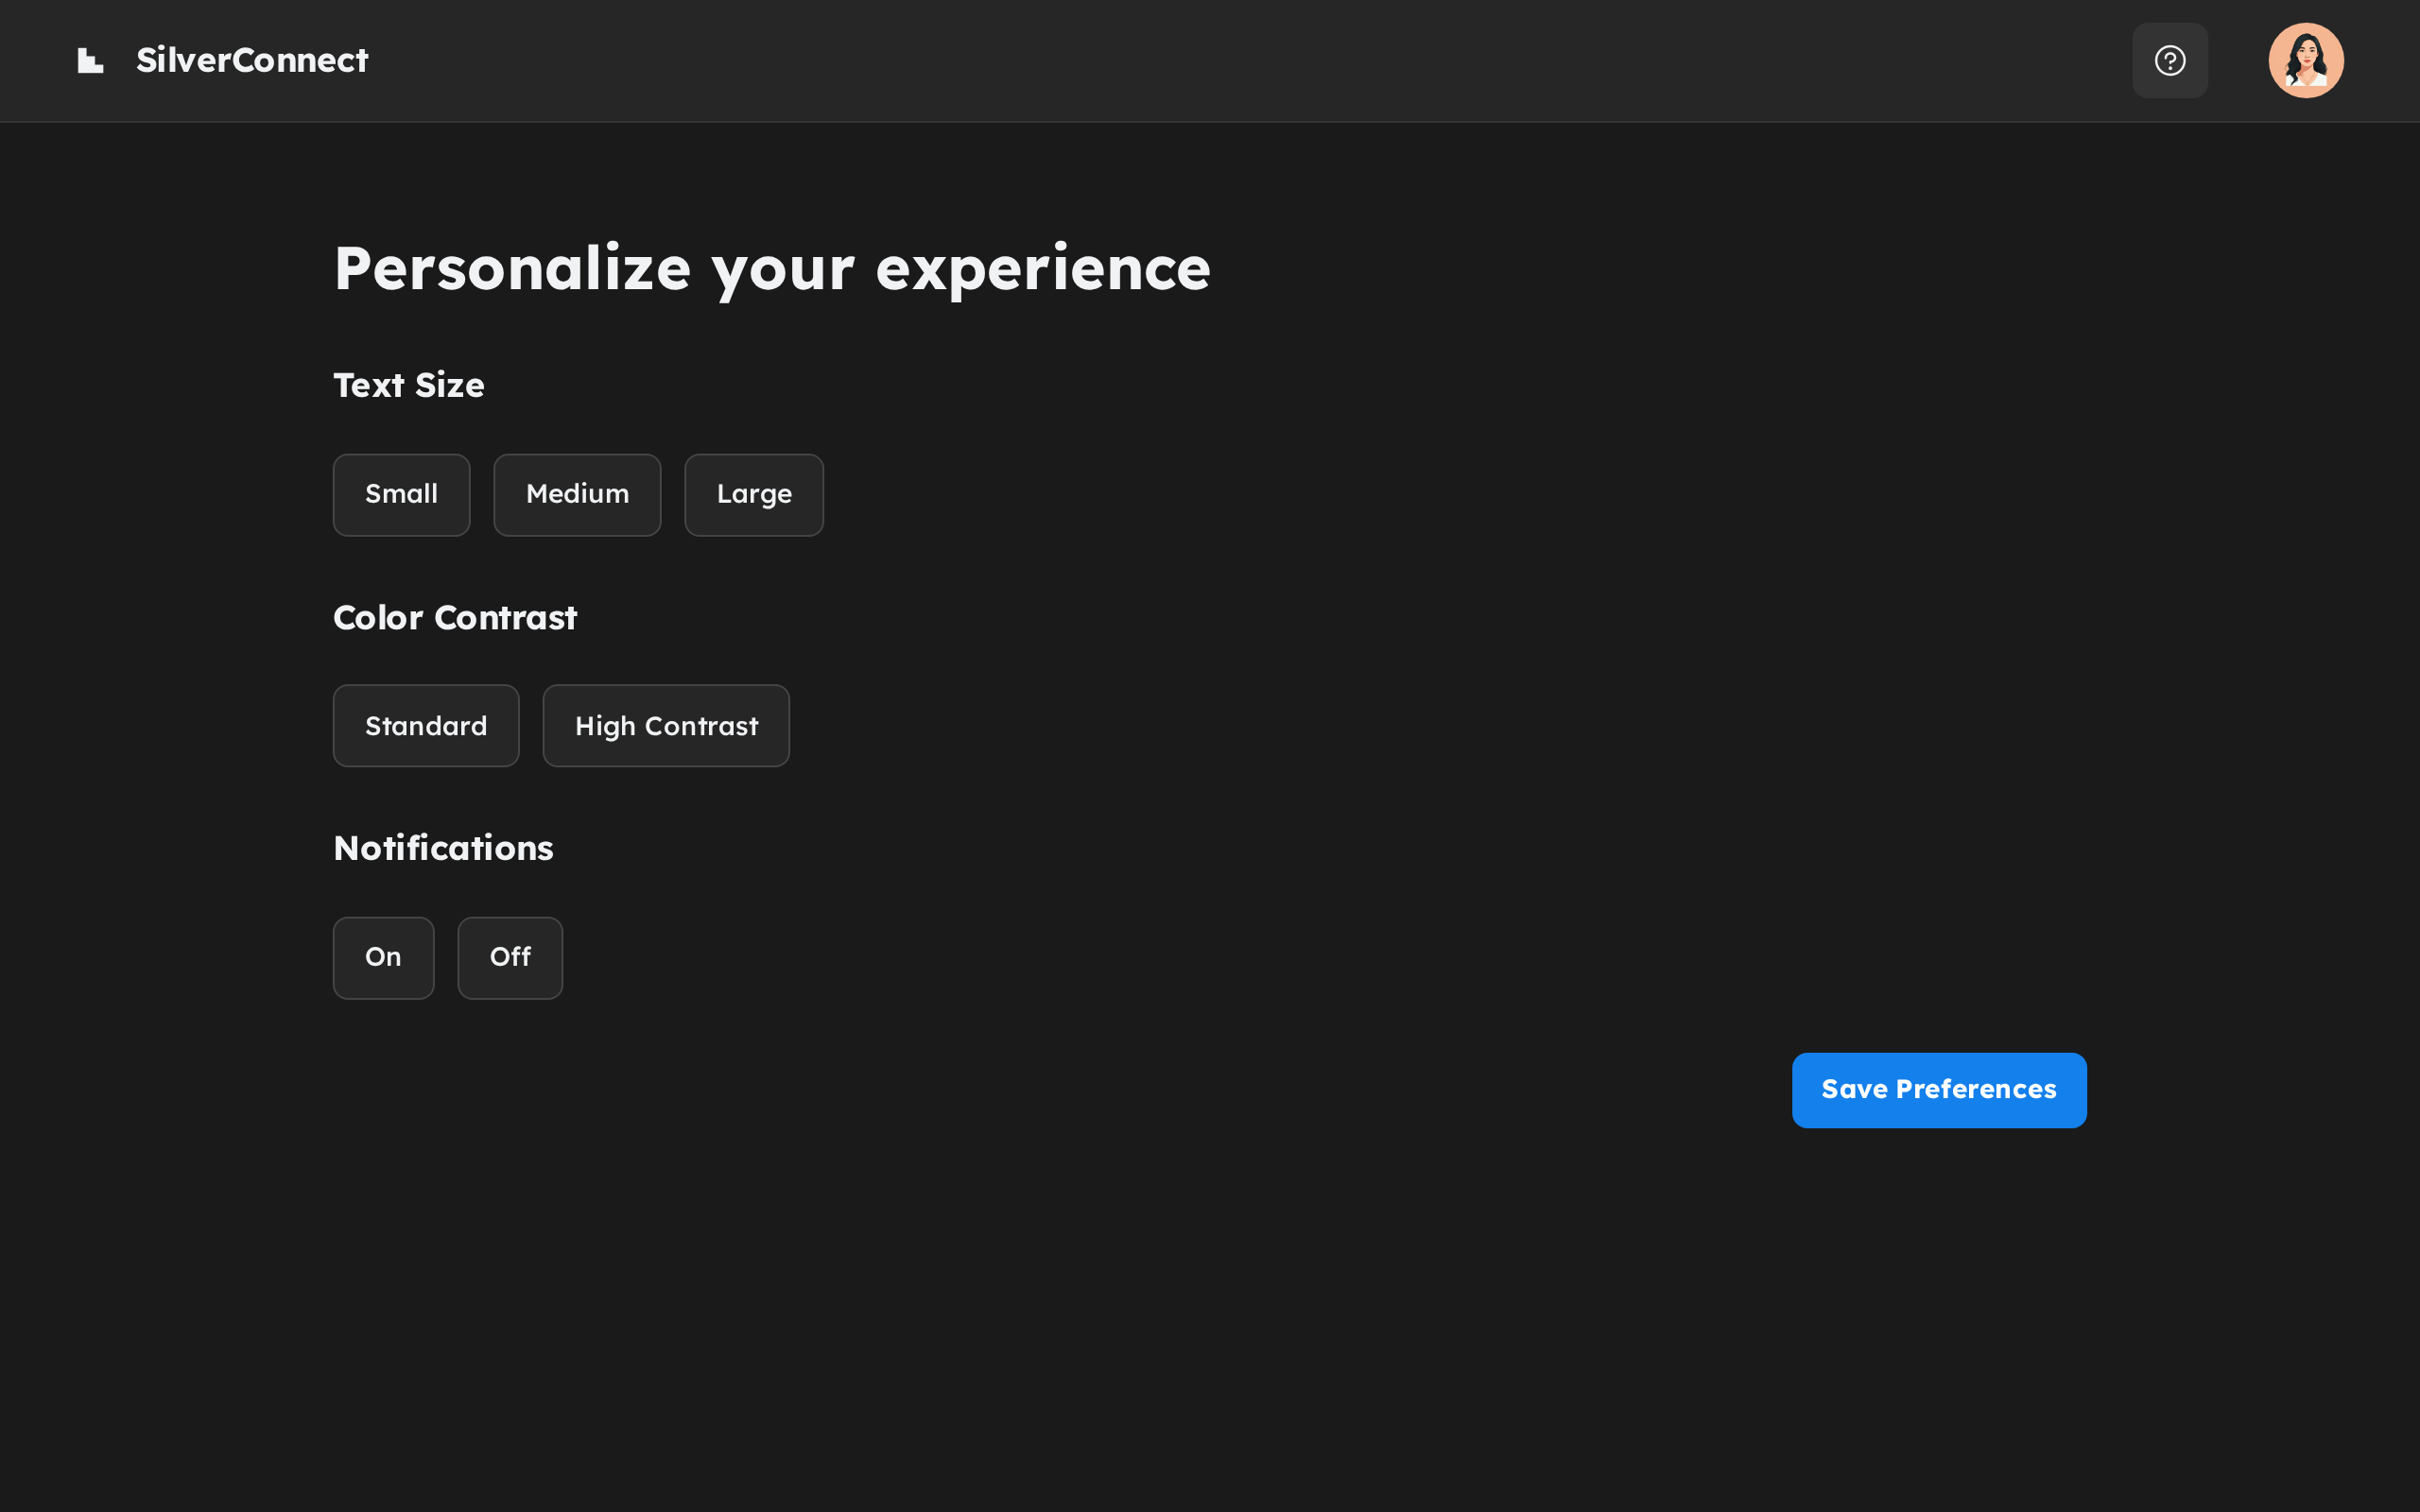 SilverConnect
Personalize your experience
Text Size
Small Medium Large
Color Contrast
Standard High Contrast
Notifications
On Off
Save Preferences